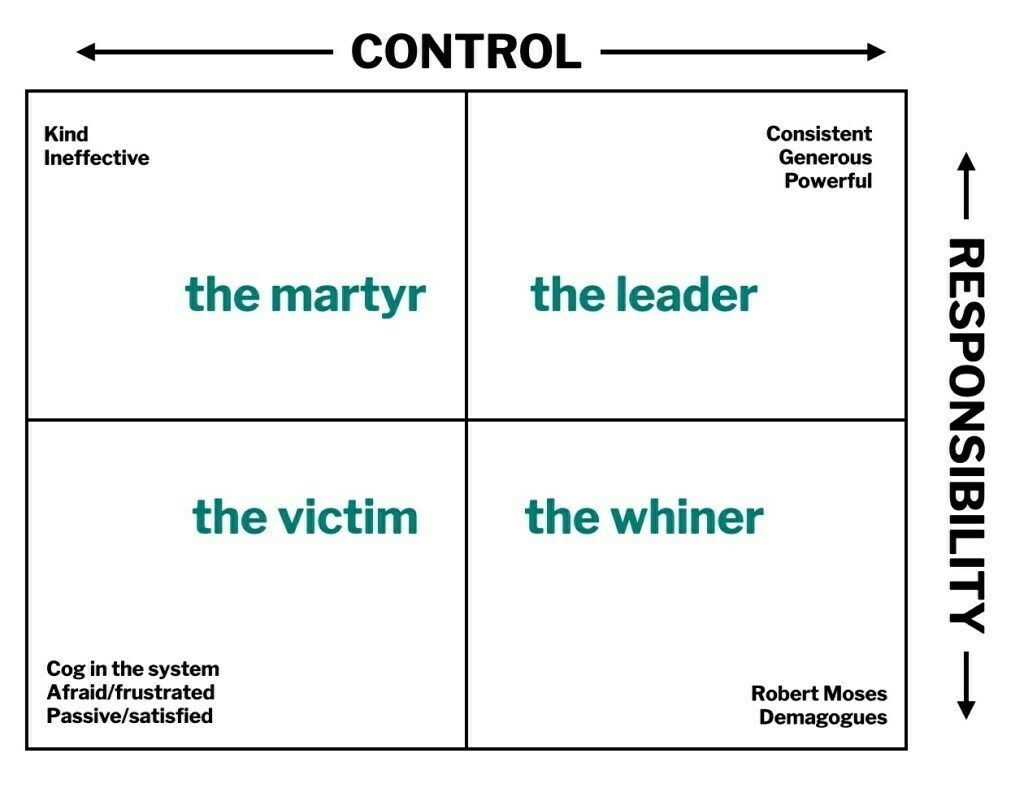 CONTROL
Kind
Ineffective
Consistent
Generous
Powerful
the martyr
the leader
RESPONSIBILITY
the victim
the whiner
Cog in the system
Afraid/frustrated
Passive/satisfied
Robert Moses
Demagogues